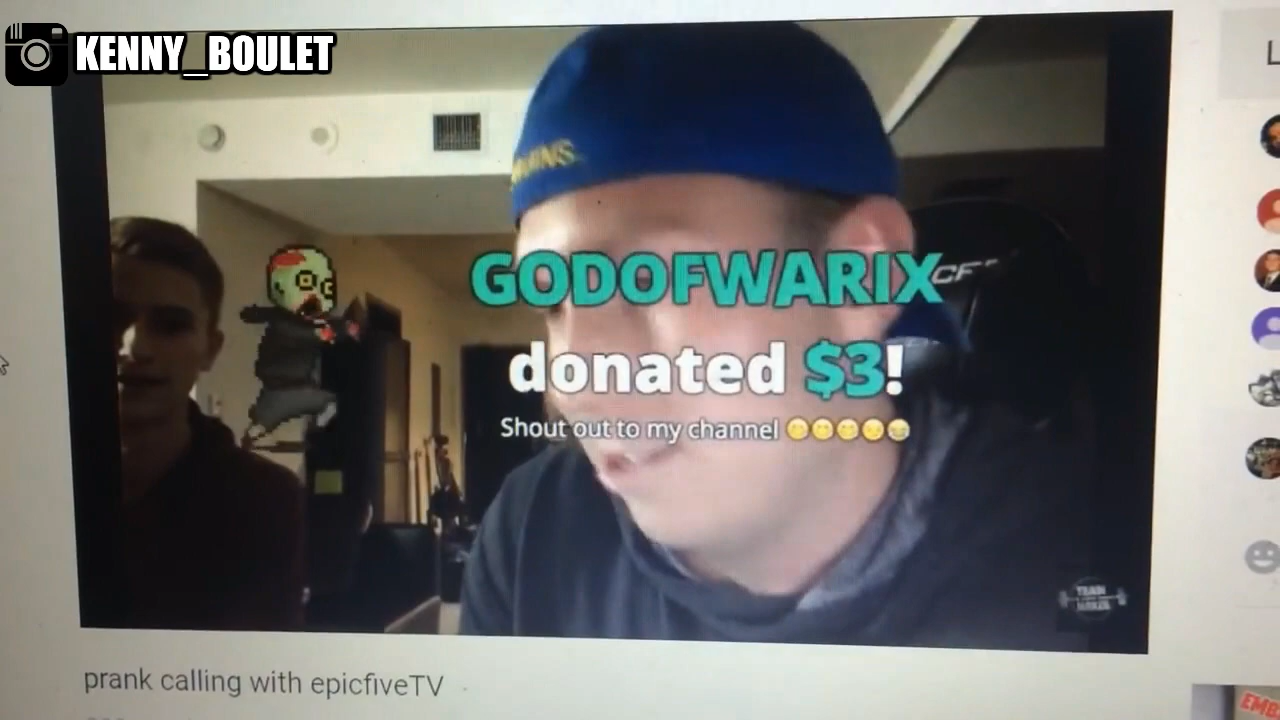 KENNY_BOULET
GODOFWARIX
donated $3!
Shout out to my channel
prank calling with epicfiveTV